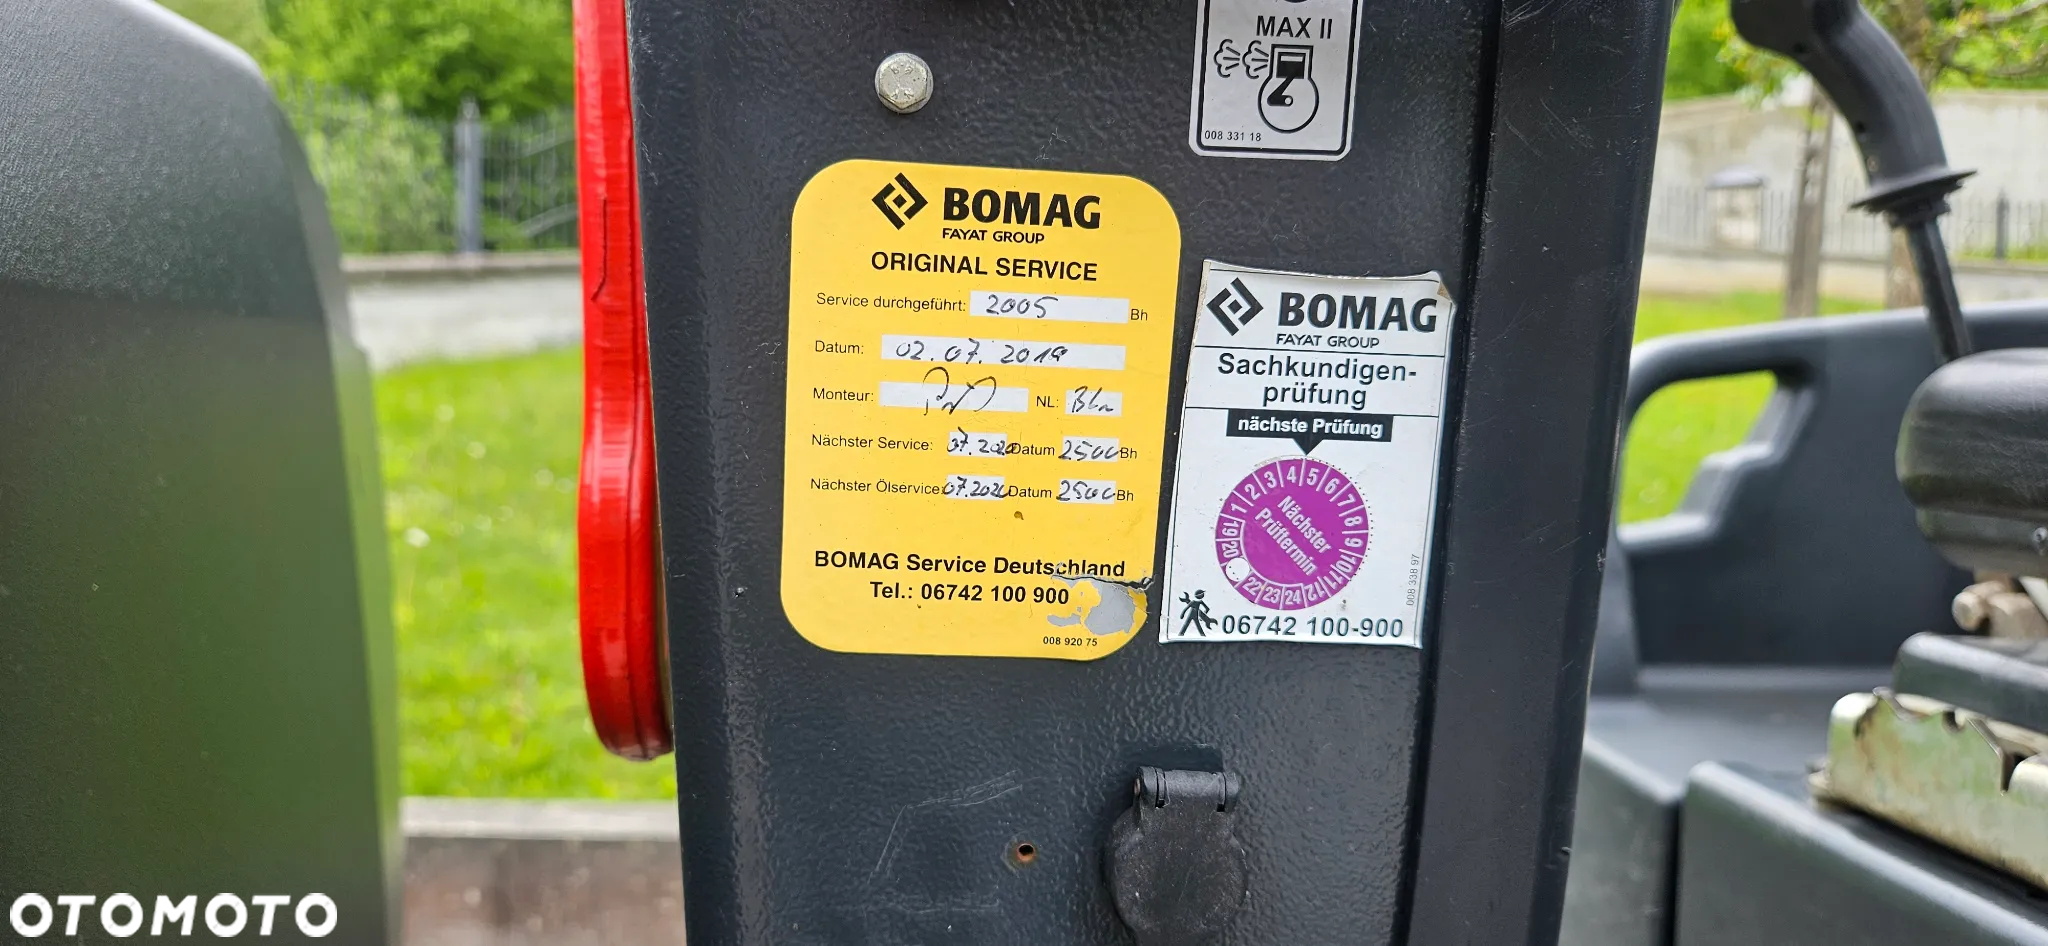 MAX II
008 331 18
BOMAG
FAYAT GROUP
ORIGINAL SERVICE
Service durchgeführt: 2005 Bh
Datum: 02.07.2019
Monteur: NL: Bln
Nächster Service: 07.2020 Datum 2500 Bh
Nächster Ölservice: 07.2020 Datum 2500 Bh
BOMAG Service Deutschland
Tel.: 06742 100 900
008 920 75
BOMAG
FAYAT GROUP
Sachkundigen-
prüfung
nächste Prüfung
1 2 3 4 5 6 7 8 9 10 11 12
19 20 22 23 24
Nächster
Prüftermin
008 338 97
06742 100-900
OTOMOTO